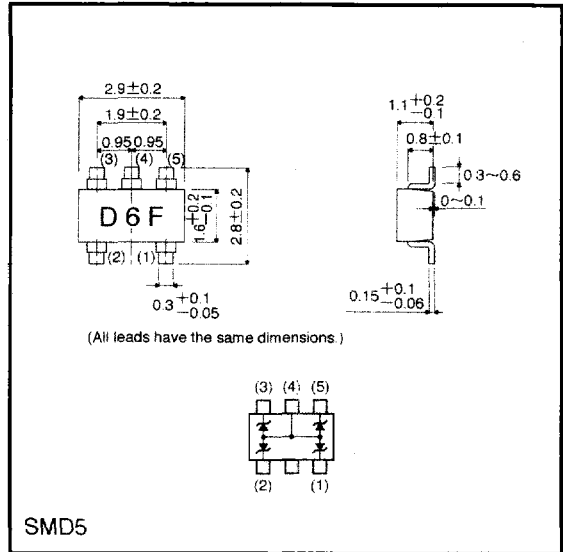 2.9±0.2
1.9±0.2
0.95 0.95
(3) (4) (5)
D6F
1.6+0.2 −0.1
2.8±0.2
(2) (1)
0.3+0.1 −0.05
(All leads have the same dimensions.)
1.1+0.2 −0.1
0.8±0.1
0.3~0.6
0~0.1
0.15+0.1 −0.06
(3) (4) (5)
(2) (1)
SMD5